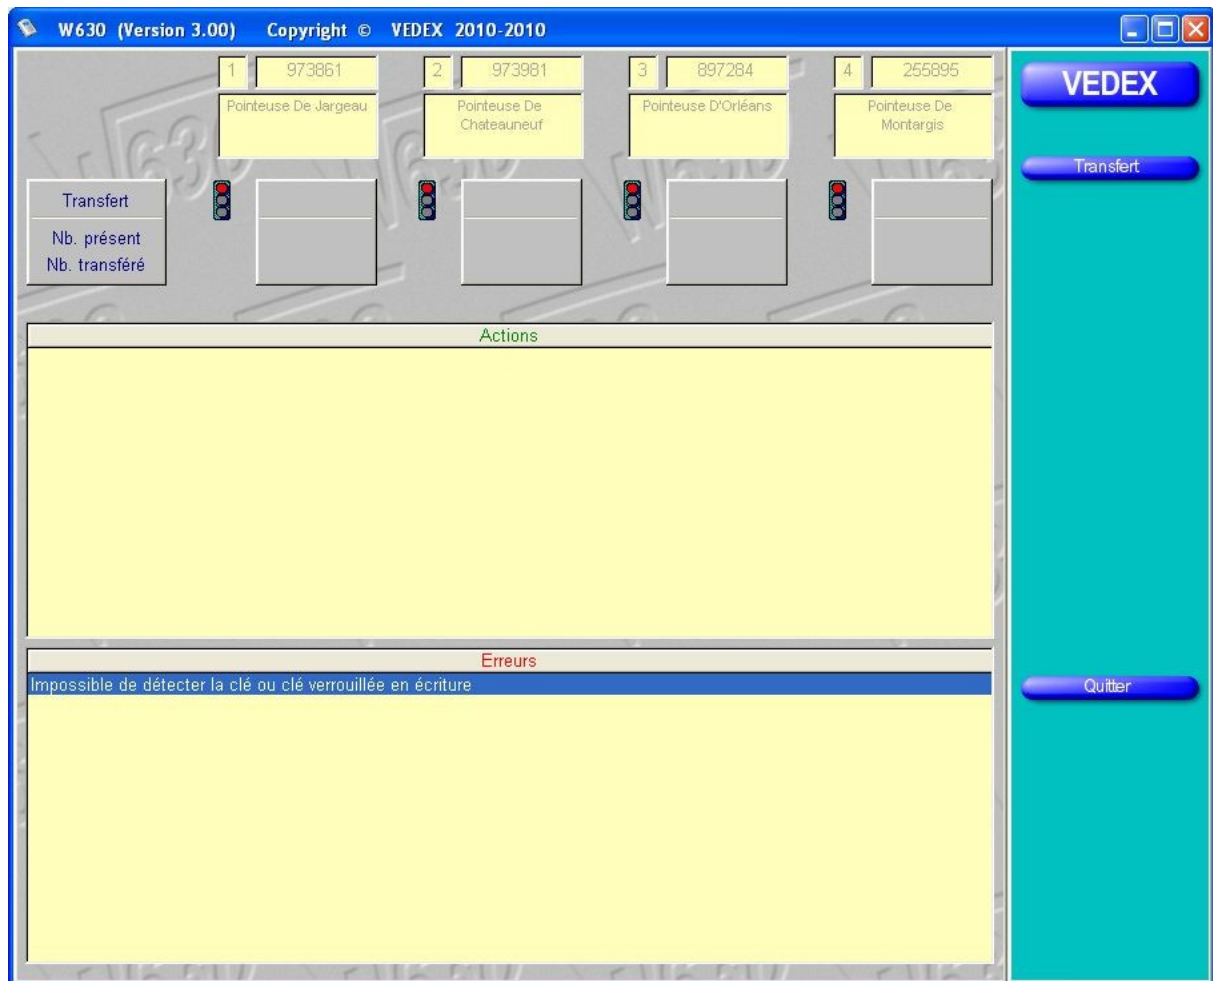 W630 (Version 3.00) Copyright © VEDEX 2010-2010
1 973861 2 973981 3 897284 4 255895
Pointeuse De Jargeau
Pointeuse De
Chateauneuf
Pointeuse D'Orléans
Pointeuse De
Montargis
VEDEX
Transfert
Transfert
Nb. présent
Nb. transféré
Actions
Erreurs
Impossible de détecter la clé ou clé verrouillée en écriture
Quitter